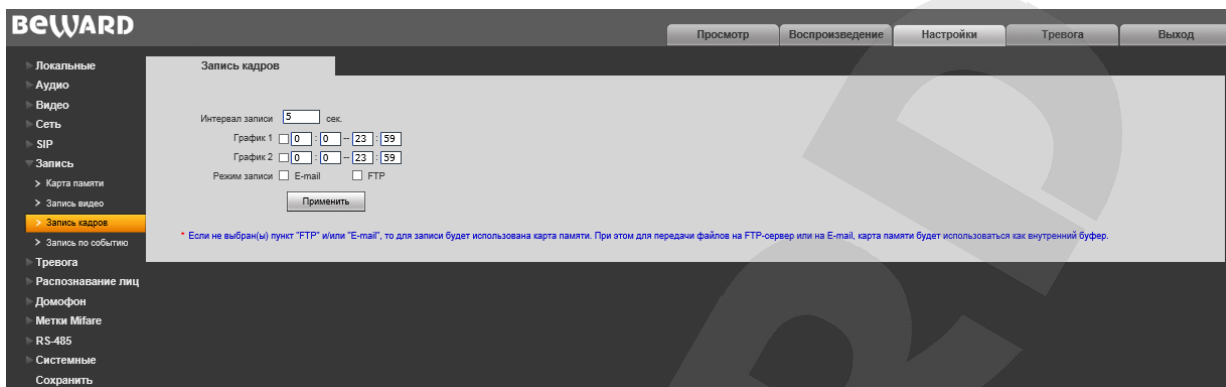 BEWARD
Просмотр
Воспроизведение
Настройки
Тревога
Выход
Локальные
Аудио
Видео
Сеть
SIP
Запись
> Карта памяти
> Запись видео
> Запись кадров
> Запись по событию
Тревога
Распознавание лиц
Домофон
Метки Mifare
RS-485
Системные
Сохранить
Запись кадров
Интервал записи 5 сек.
График 1 0 : 0 – 23 : 59
График 2 0 : 0 – 23 : 59
Режим записи E-mail FTP
Применить
* Если не выбран(ы) пункт "FTP" и/или "E-mail", то для записи будет использована карта памяти. При этом для передачи файлов на FTP-сервер или на E-mail, карта памяти будет использоваться как внутренний буфер.